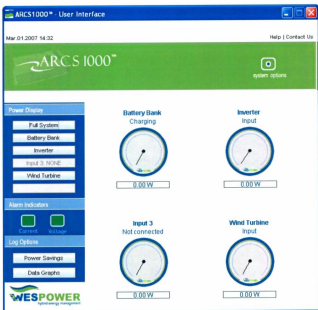 ARCS1000™ - User Interface
Mar.01.2007 14:32
Help | Contact Us
ARCS 1000™
system options
Power Display
Full System
Battery Bank
Inverter
Input 3: NONE
Wind Turbine
Alarm Indicators
Current
Voltage
Log Options
Power Savings
Data Graphs
WESPOWER
hybrid energy management
Battery Bank
Charging
0.00 W
Inverter
Input
0.00 W
Input 3
Not connected
0.00 W
Wind Turbine
Input
0.00 W